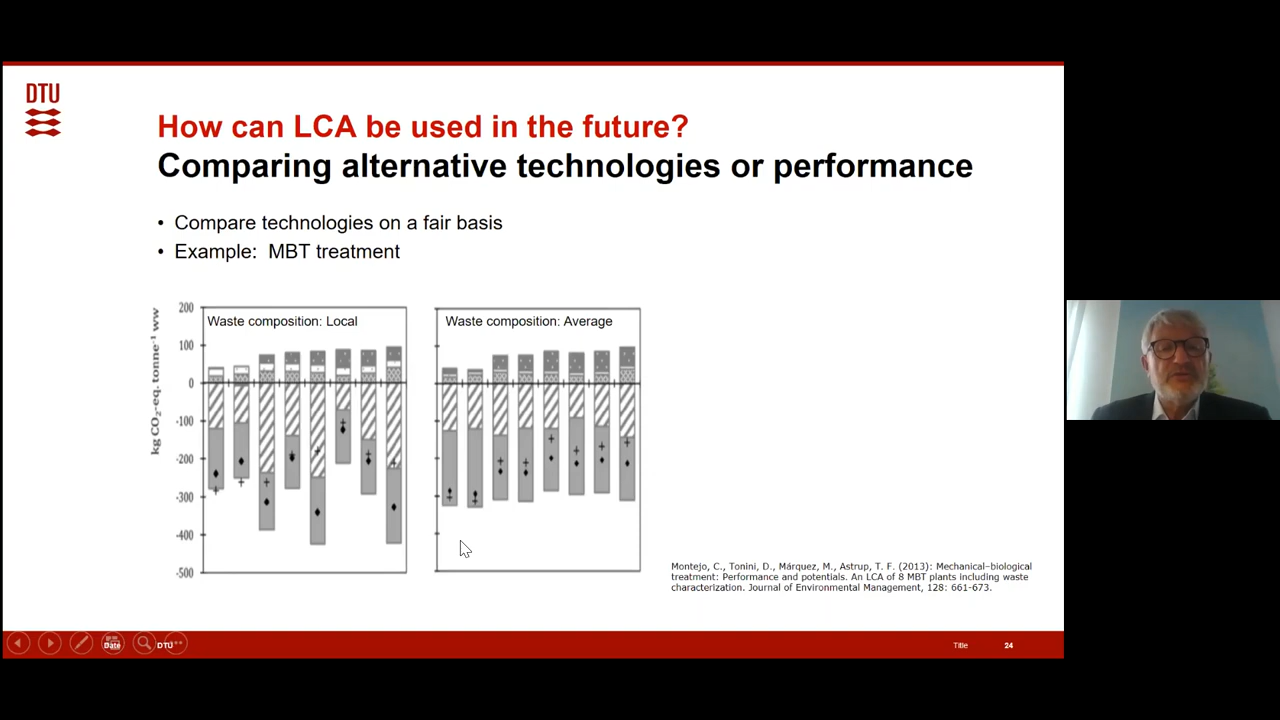 DTU
How can LCA be used in the future?
Comparing alternative technologies or performance
• Compare technologies on a fair basis
• Example: MBT treatment
kg CO₂-eq. tonne⁻¹ ww
200
100
0
-100
-200
-300
-400
-500
Waste composition: Local
Waste composition: Average
Montejo, C., Tonini, D., Márquez, M., Astrup, T. F. (2013): Mechanical–biological
treatment: Performance and potentials. An LCA of 8 MBT plants including waste
characterization. Journal of Environmental Management, 128: 661-673.
Date
DTU
Title
24